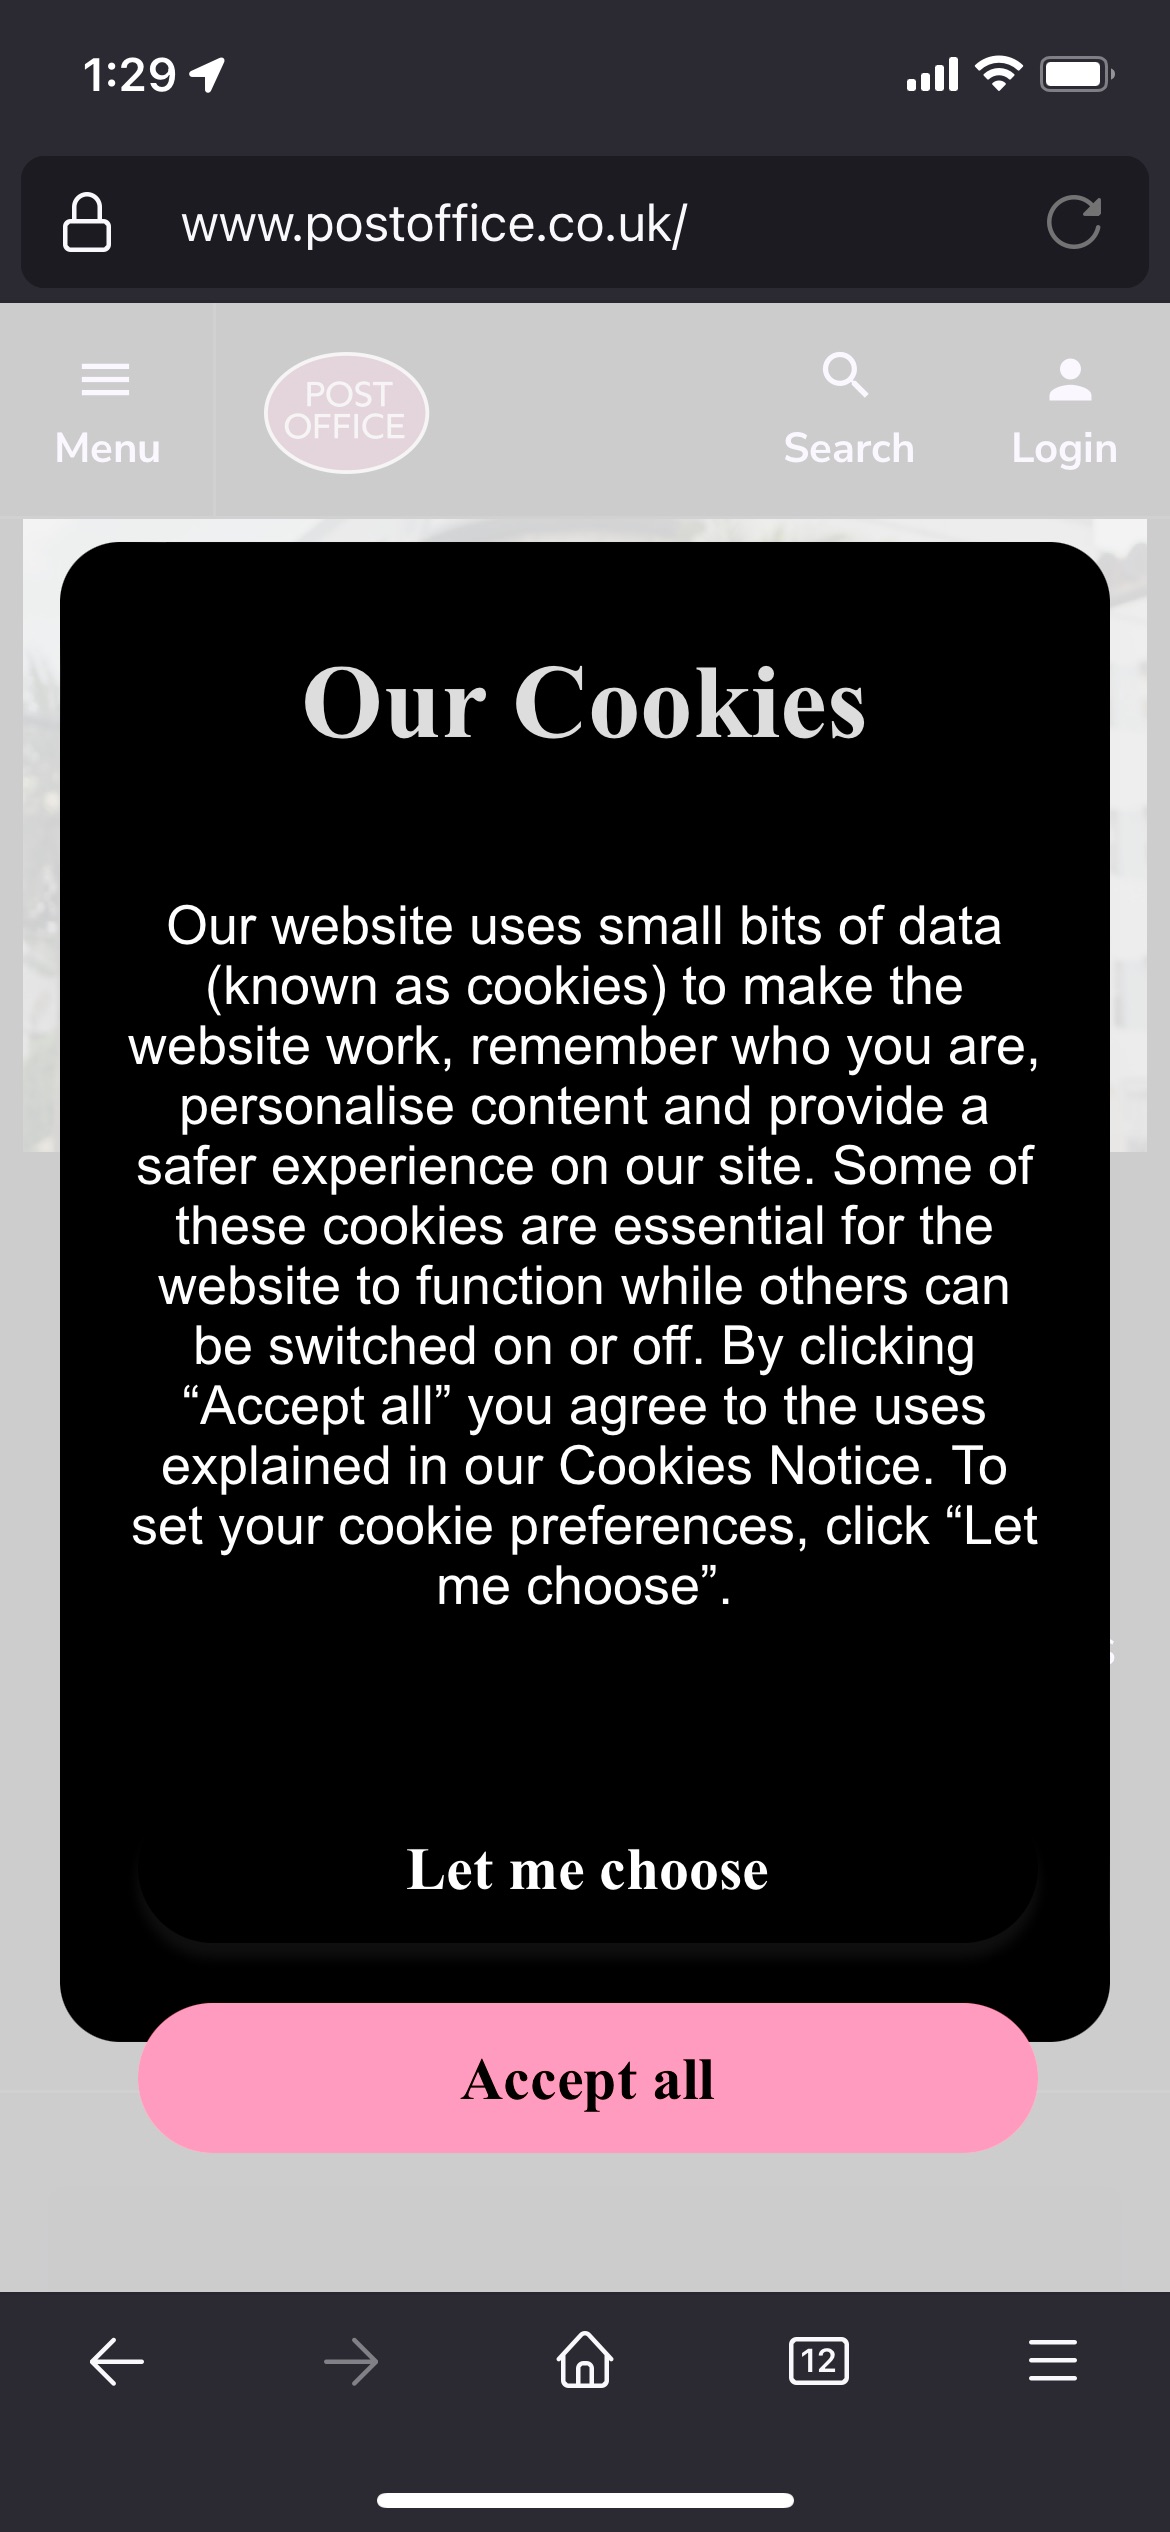 1:29
www.postoffice.co.uk/
Menu
POST
OFFICE
Search
Login
Our Cookies
Our website uses small bits of data
(known as cookies) to make the
website work, remember who you are,
personalise content and provide a
safer experience on our site. Some of
these cookies are essential for the
website to function while others can
be switched on or off. By clicking
“Accept all” you agree to the uses
explained in our Cookies Notice. To
set your cookie preferences, click “Let
me choose”.
Let me choose
Accept all
12